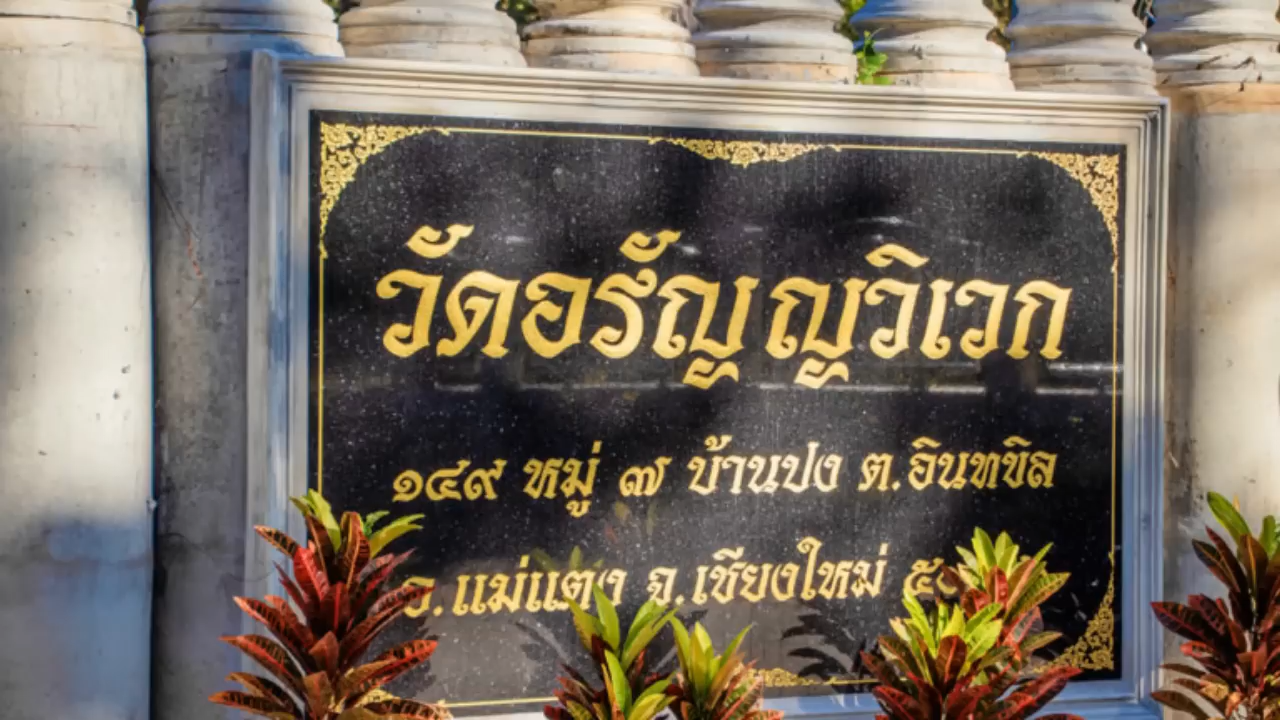 วัดอรัญญวิเวก
๑๔๙ หมู่ ๗ บ้านปง ต.อินทขิล
อ.แม่แตง จ.เชียงใหม่